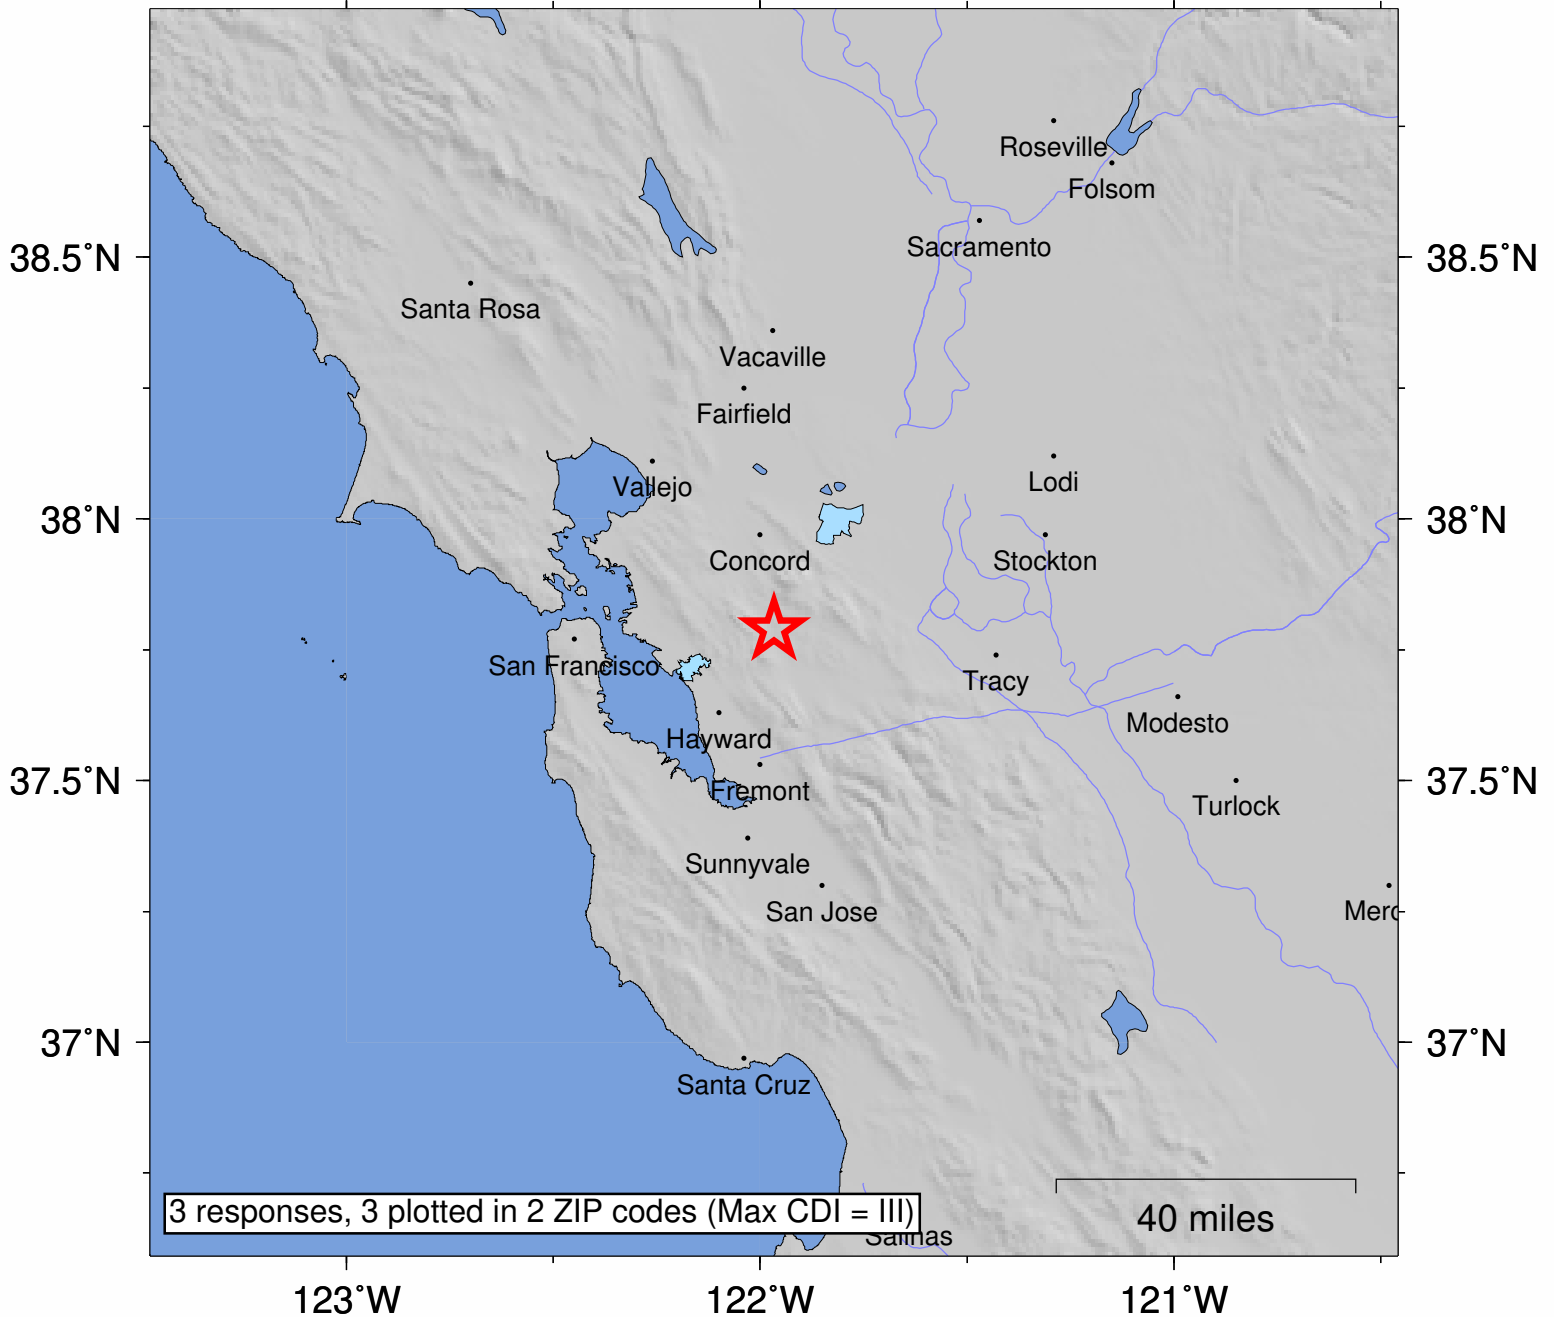 Roseville
Folsom
38.5˚N
Sacramento
38.5˚N
Santa Rosa
Vacaville
Fairfield
Vallejo
Lodi
38˚N
38˚N
Concord
Stockton
San Francisco
Tracy
Modesto
Hayward
37.5˚N
Fremont
37.5˚N
Turlock
Sunnyvale
San Jose
Merc
37˚N
37˚N
Santa Cruz
3 responses, 3 plotted in 2 ZIP codes (Max CDI = III)
40 miles
Salinas
123˚W
122˚W
121˚W